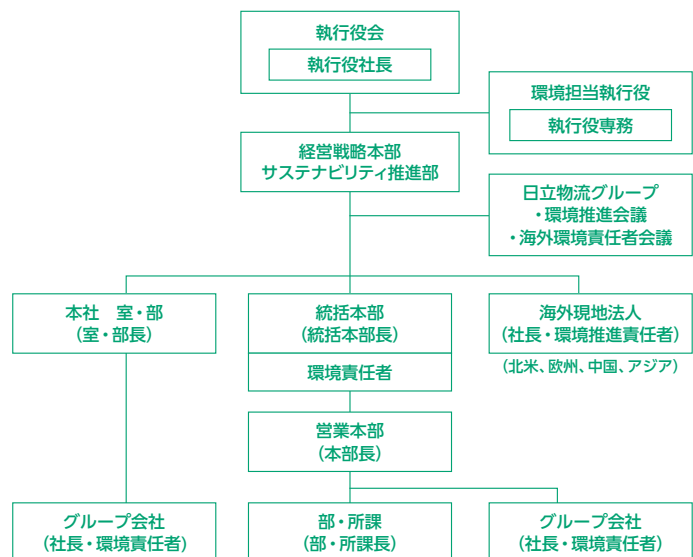 執行役会
執行役社長
環境担当執行役
執行役専務
経営戦略本部
サステナビリティ推進部
日立物流グループ
・環境推進会議
・海外環境責任者会議
本社　室・部
（室・部長）
統括本部
（統括本部長）
環境責任者
海外現地法人
（社長・環境推進責任者）
（北米、欧州、中国、アジア）
営業本部
（本部長）
グループ会社
（社長・環境責任者）
部・所課
（部・所課長）
グループ会社
（社長・環境責任者）